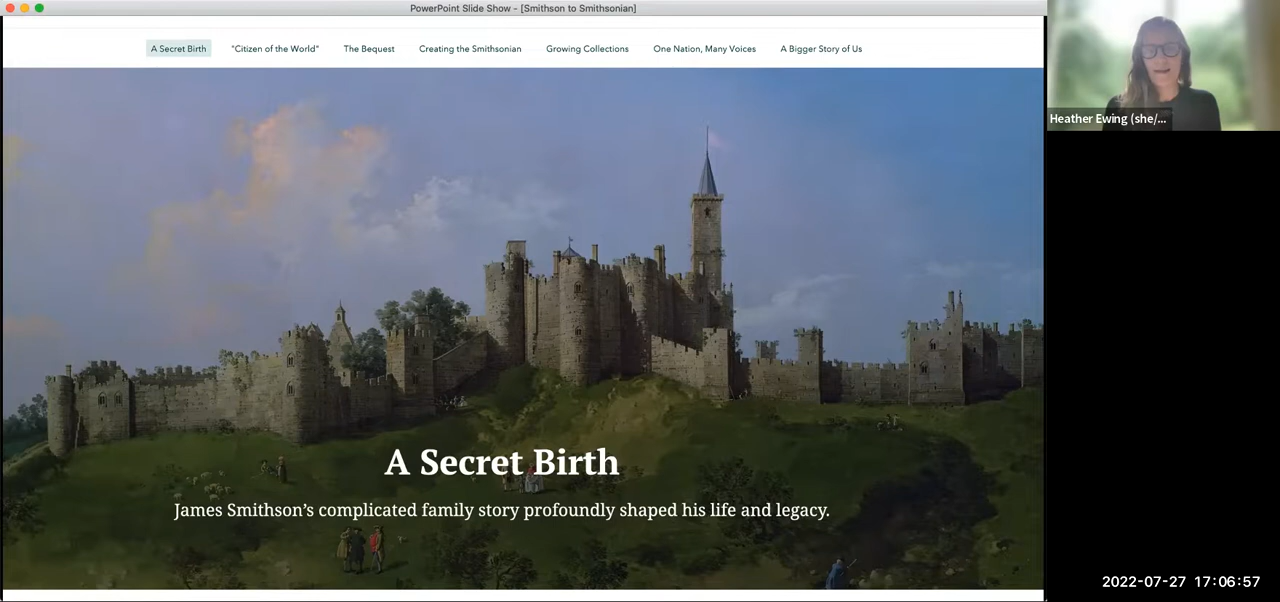 PowerPoint Slide Show - [Smithson to Smithsonian]
A Secret Birth "Citizen of the World" The Bequest Creating the Smithsonian Growing Collections One Nation, Many Voices A Bigger Story of Us
Heather Ewing (she/...
A Secret Birth
James Smithson’s complicated family story profoundly shaped his life and legacy.
2022-07-27 17:06:57